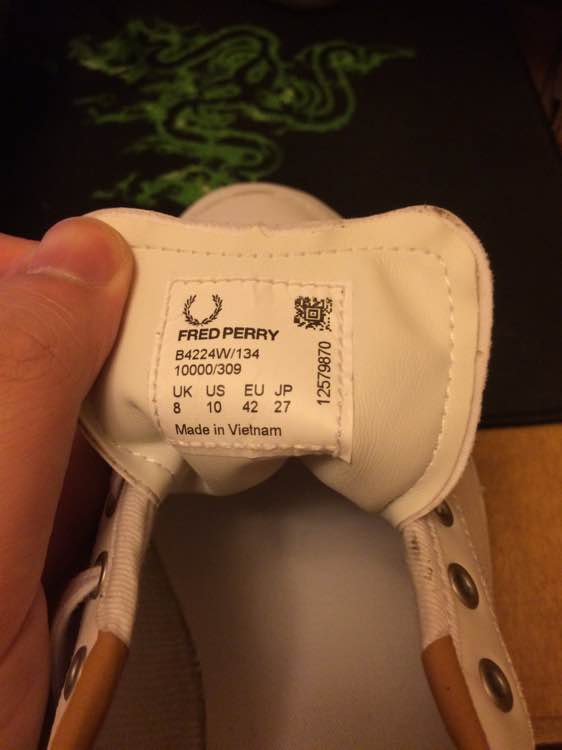 FRED PERRY
B4224W/134
10000/309
UK US EU JP
8 10 42 27
Made in Vietnam
12579870